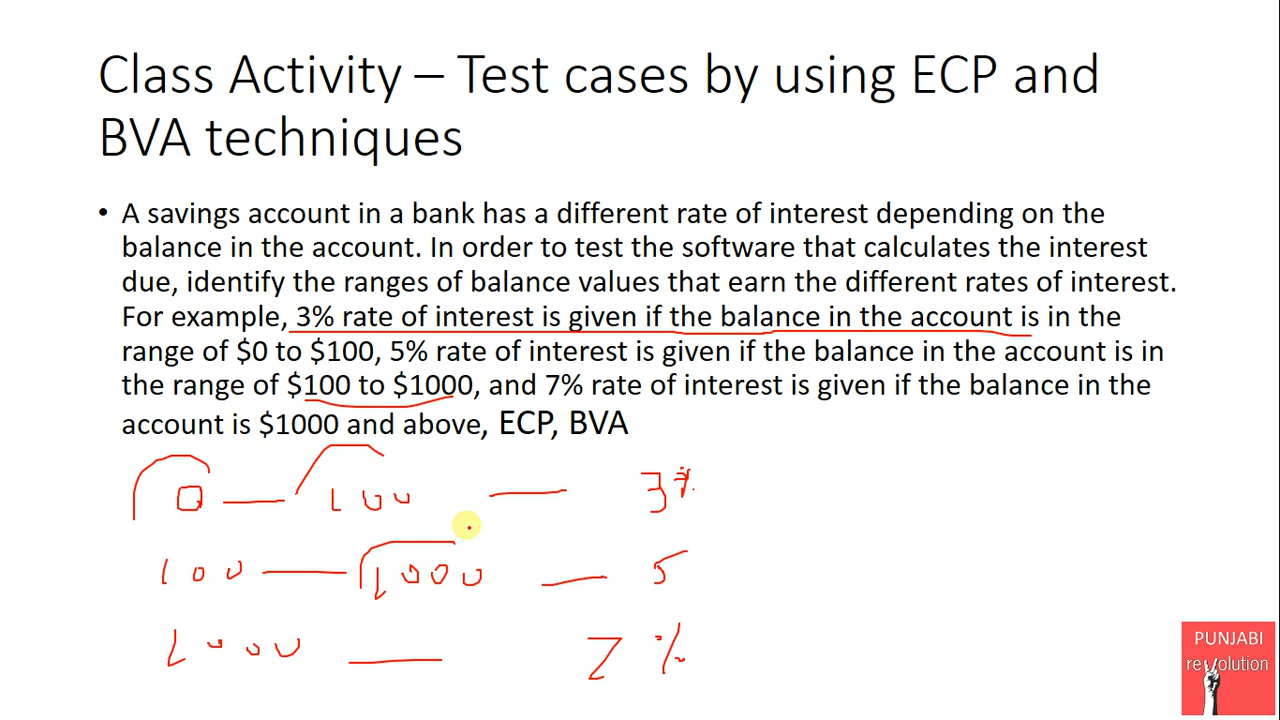 Class Activity – Test cases by using ECP and
BVA techniques
• A savings account in a bank has a different rate of interest depending on the
balance in the account. In order to test the software that calculates the interest
due, identify the ranges of balance values that earn the different rates of interest.
For example, 3% rate of interest is given if the balance in the account is in the
range of $0 to $100, 5% rate of interest is given if the balance in the account is in
the range of $100 to $1000, and 7% rate of interest is given if the balance in the
account is $1000 and above, ECP, BVA
0 — 100 — 3%
100 — 1000 — 5
1000 — 7%
PUNJABI
revolution